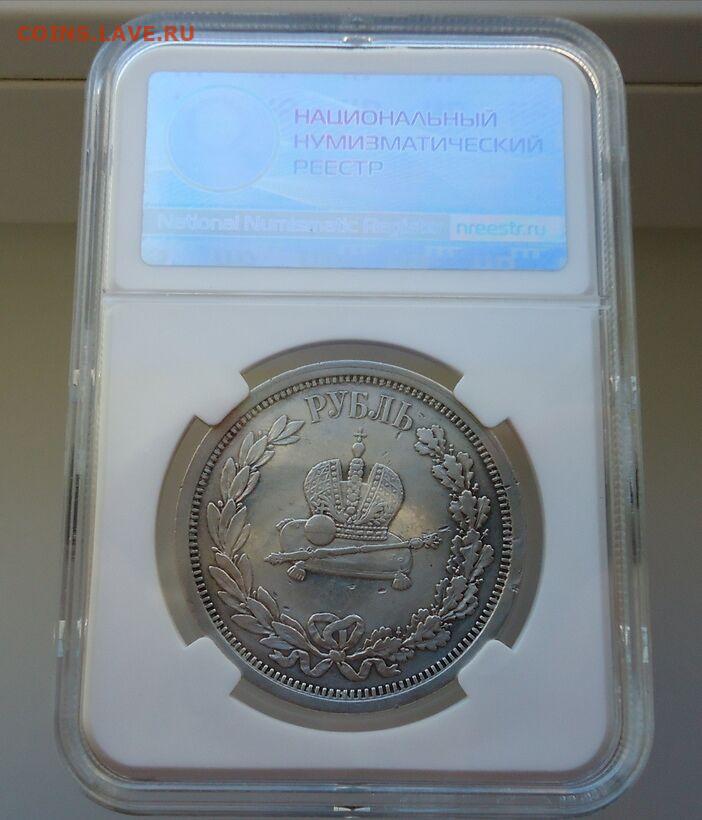 COINS.LAVE.RU
НАЦИОНАЛЬНЫЙ
НУМИЗМАТИЧЕСКИЙ
РЕЕСТР
National Numismatic Register nreestr.ru
РУБЛЬ